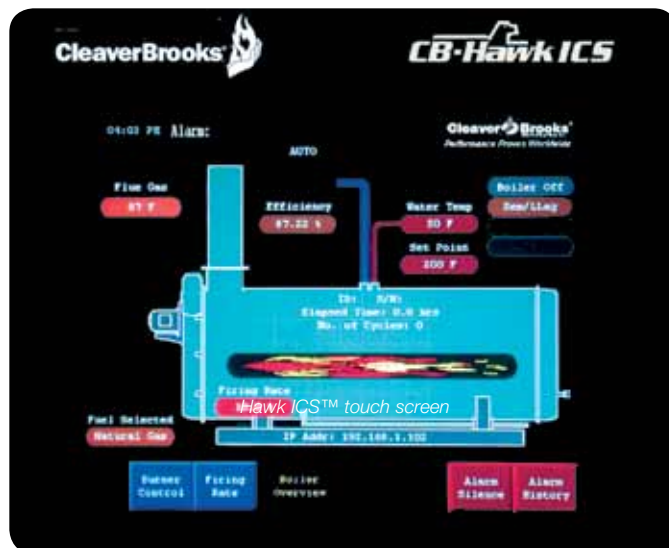 CleaverBrooks
CB-Hawk ICS
04:03 PM Alarm:
Cleaver Brooks
Performance Proven Worldwide
AUTO
Flue Gas
Boiler Off
Efficiency
Water Temp
87.22 %
Set Point
200 F
ID: S/N:
Elapsed Time: 0.0 hrs
No. of Cycles: 0
Firing Rate
Hawk ICS™ touch screen
Fuel Selected
Natural Gas
IP Addr: 192.168.1.102
Burner Control
Firing Rate
Boiler Overview
Alarm Silence
Alarm History